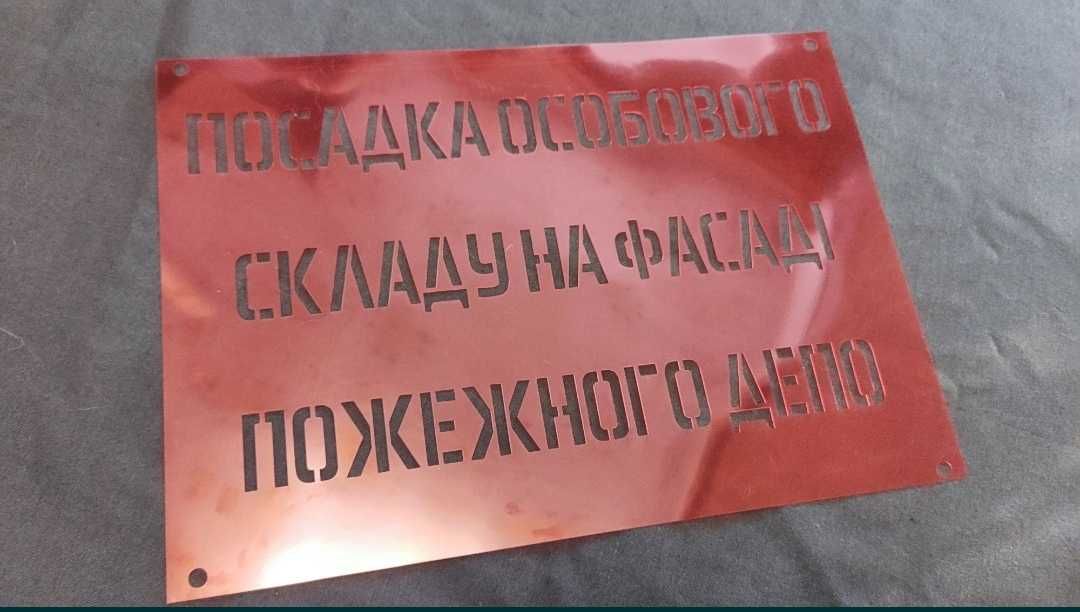 ПОСАДКА ОСОБОВОГО
СКЛАДУ НА ФАСАДІ
ПОЖЕЖНОГО ДЕПО